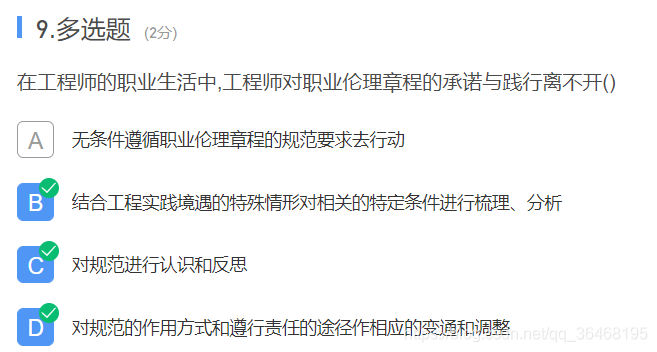 9.多选题 (2分)
在工程师的职业生活中,工程师对职业伦理章程的承诺与践行离不开()
A 无条件遵循职业伦理章程的规范要求去行动
B 结合工程实践境遇的特殊情形对相关的特定条件进行梳理、分析
C 对规范进行认识和反思
D 对规范的作用方式和遵行责任的途径作相应的变通和调整
https://blog.csdn.net/qq_36468195